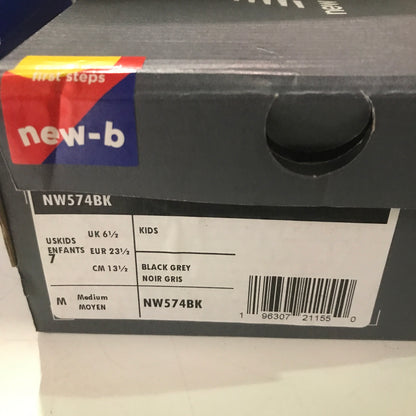 first steps
new-b
NW574BK
USKIDS
ENFANTS
7
UK 6½
EUR 23½
CM 13½
KIDS
BLACK GREY
NOIR GRIS
M
Medium
MOYEN
NW574BK
1 96307 21155 0